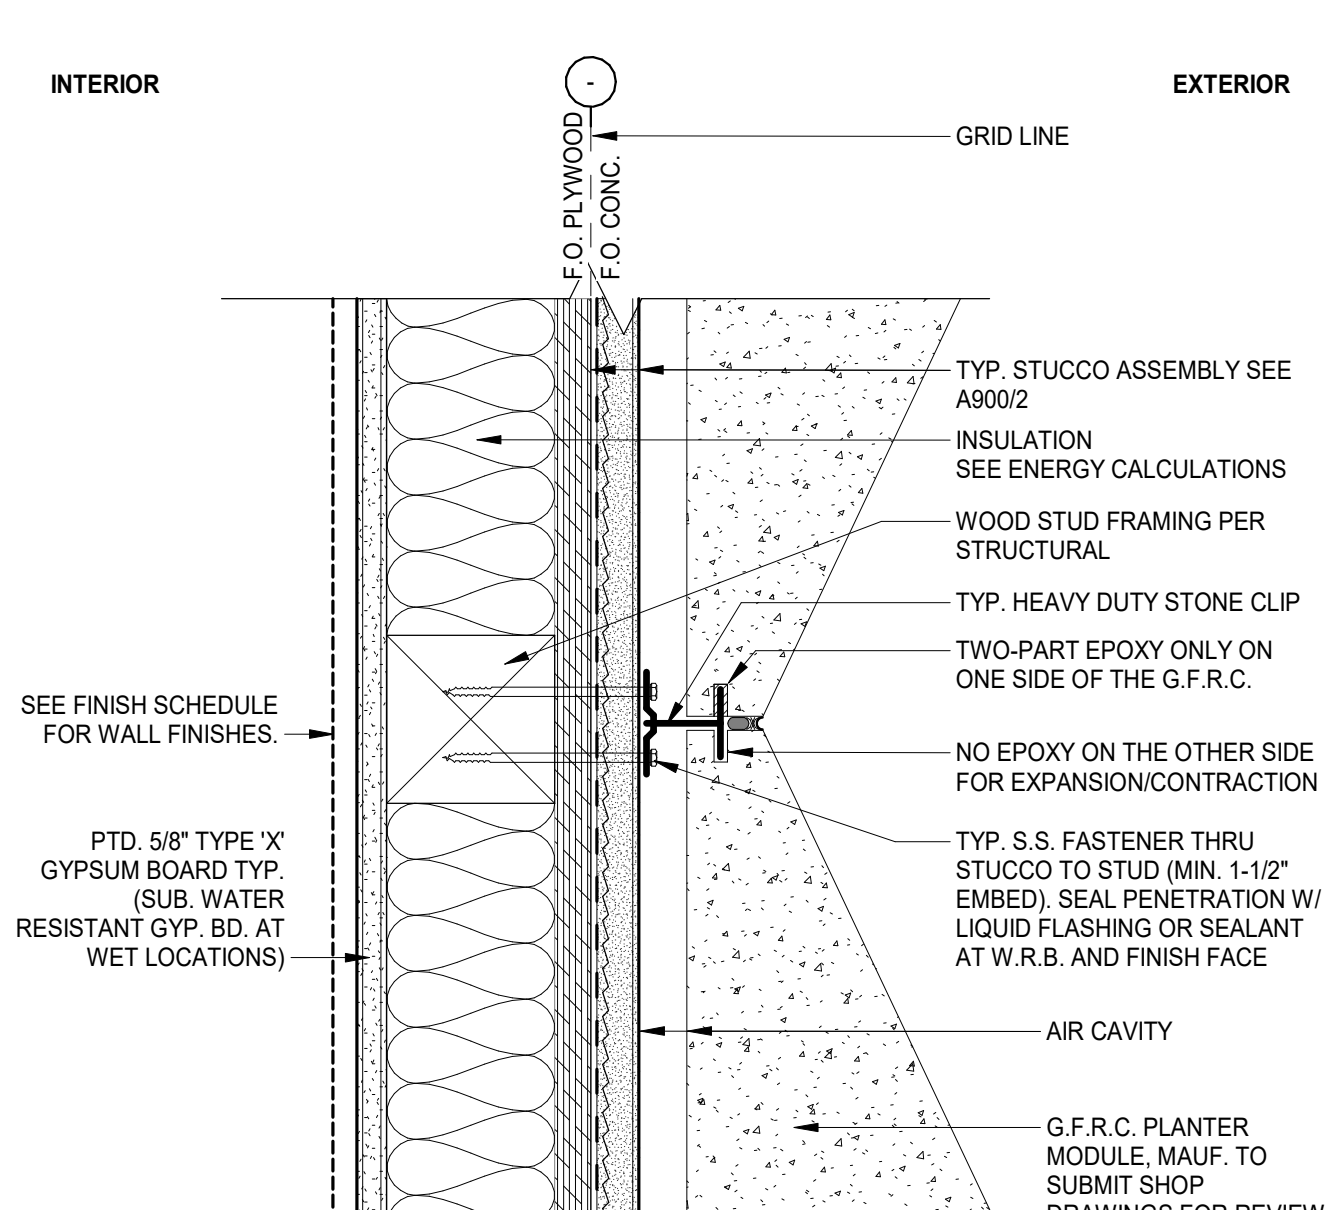 INTERIOR
-
EXTERIOR
F.O. PLYWOOD
F.O. CONC.
GRID LINE
TYP. STUCCO ASSEMBLY SEE
A900/2
INSULATION
SEE ENERGY CALCULATIONS
WOOD STUD FRAMING PER
STRUCTURAL
TYP. HEAVY DUTY STONE CLIP
TWO-PART EPOXY ONLY ON
ONE SIDE OF THE G.F.R.C.
SEE FINISH SCHEDULE
FOR WALL FINISHES.
NO EPOXY ON THE OTHER SIDE
FOR EXPANSION/CONTRACTION
PTD. 5/8" TYPE 'X'
GYPSUM BOARD TYP.
(SUB. WATER
RESISTANT GYP. BD. AT
WET LOCATIONS)
TYP. S.S. FASTENER THRU
STUCCO TO STUD (MIN. 1-1/2"
EMBED). SEAL PENETRATION W/
LIQUID FLASHING OR SEALANT
AT W.R.B. AND FINISH FACE
AIR CAVITY
G.F.R.C. PLANTER
MODULE, MAUF. TO
SUBMIT SHOP
DRAWINGS FOR REVIEW